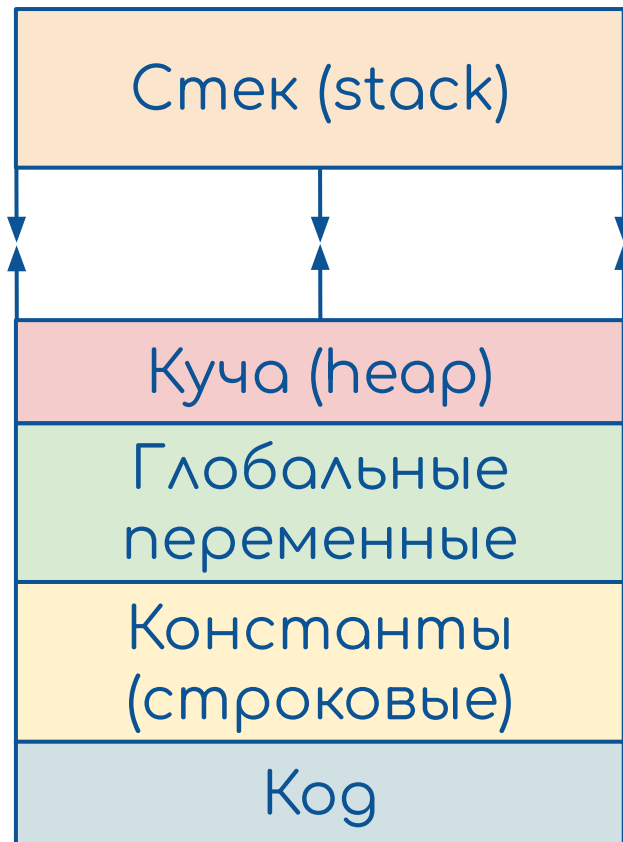 Стек (stack)
Куча (heap)
Глобальные
переменные
Константы
(строковые)
Код